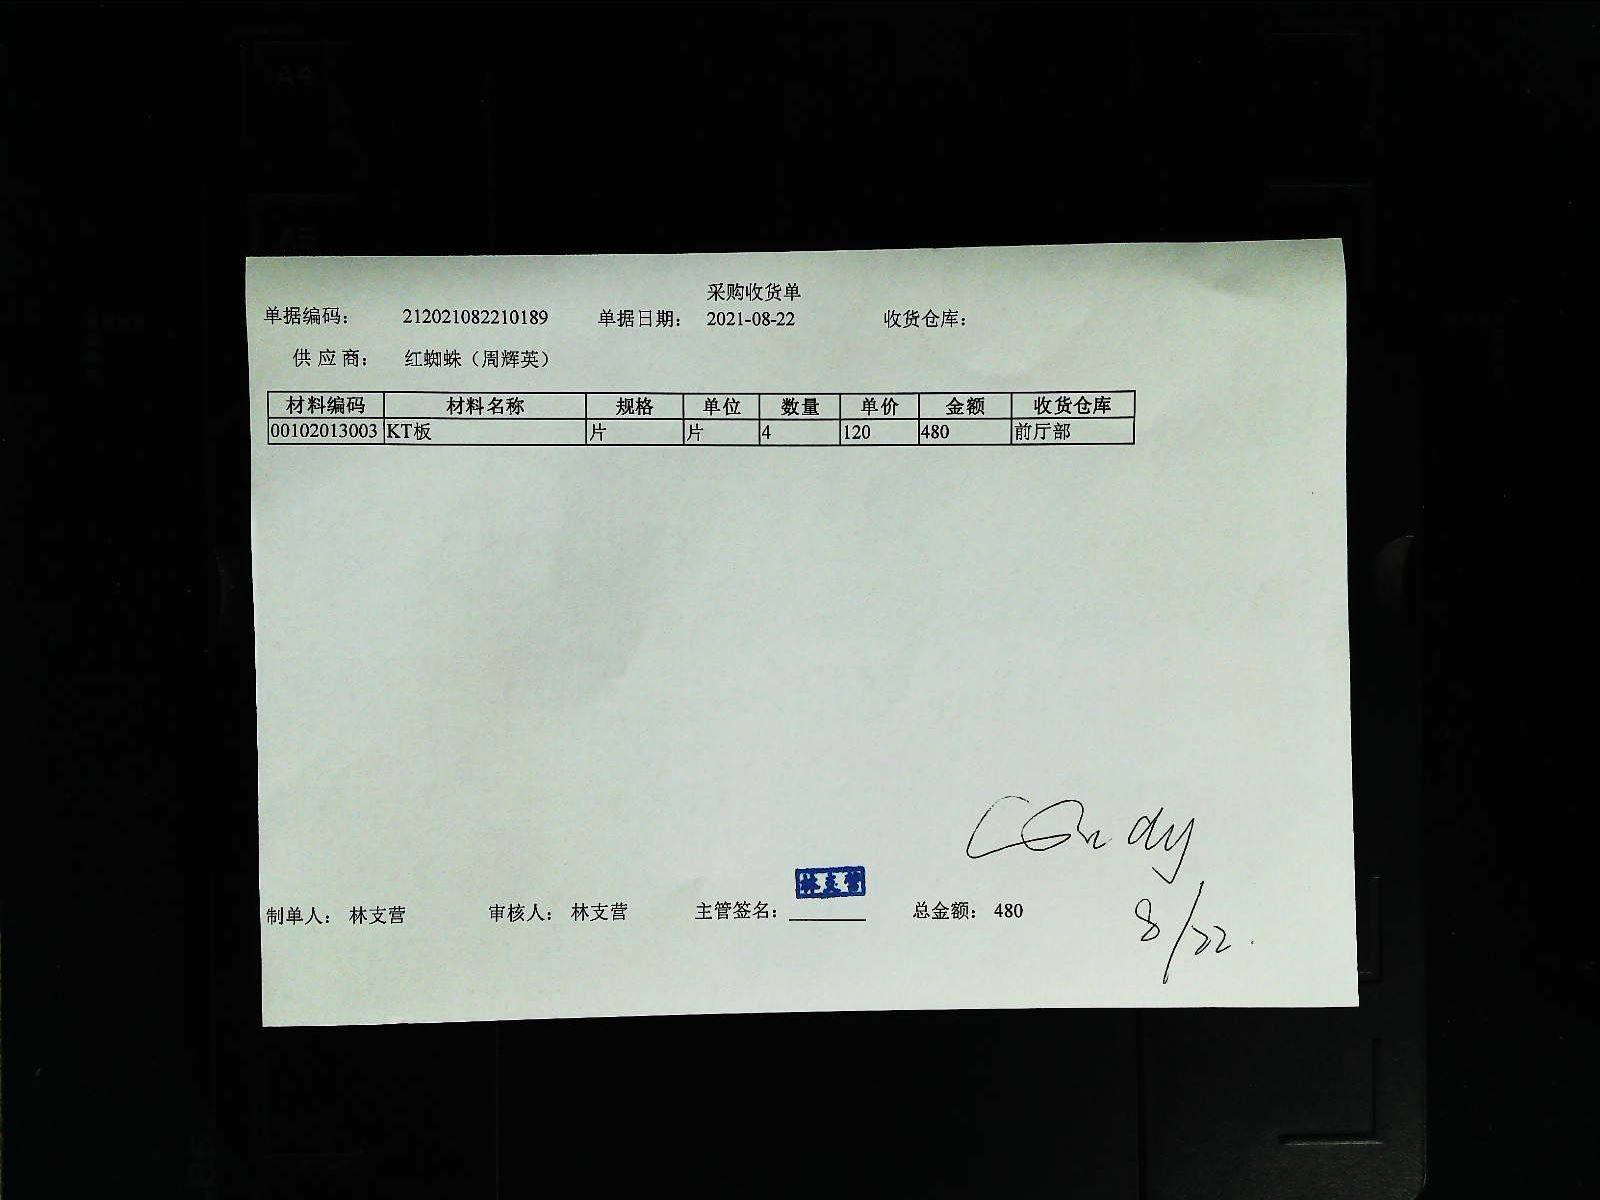 采购收货单
单据编码： 212021082210189 单据日期： 2021-08-22 收货仓库：
供 应 商： 红蜘蛛（周辉英）
材料编码 材料名称 规格 单位 数量 单价 金额 收货仓库
00102013003 KT板 片 片 4 120 480 前厅部
Candy
林支营
制单人： 林支营 审核人： 林支营 主管签名： 总金额： 480
8/22.